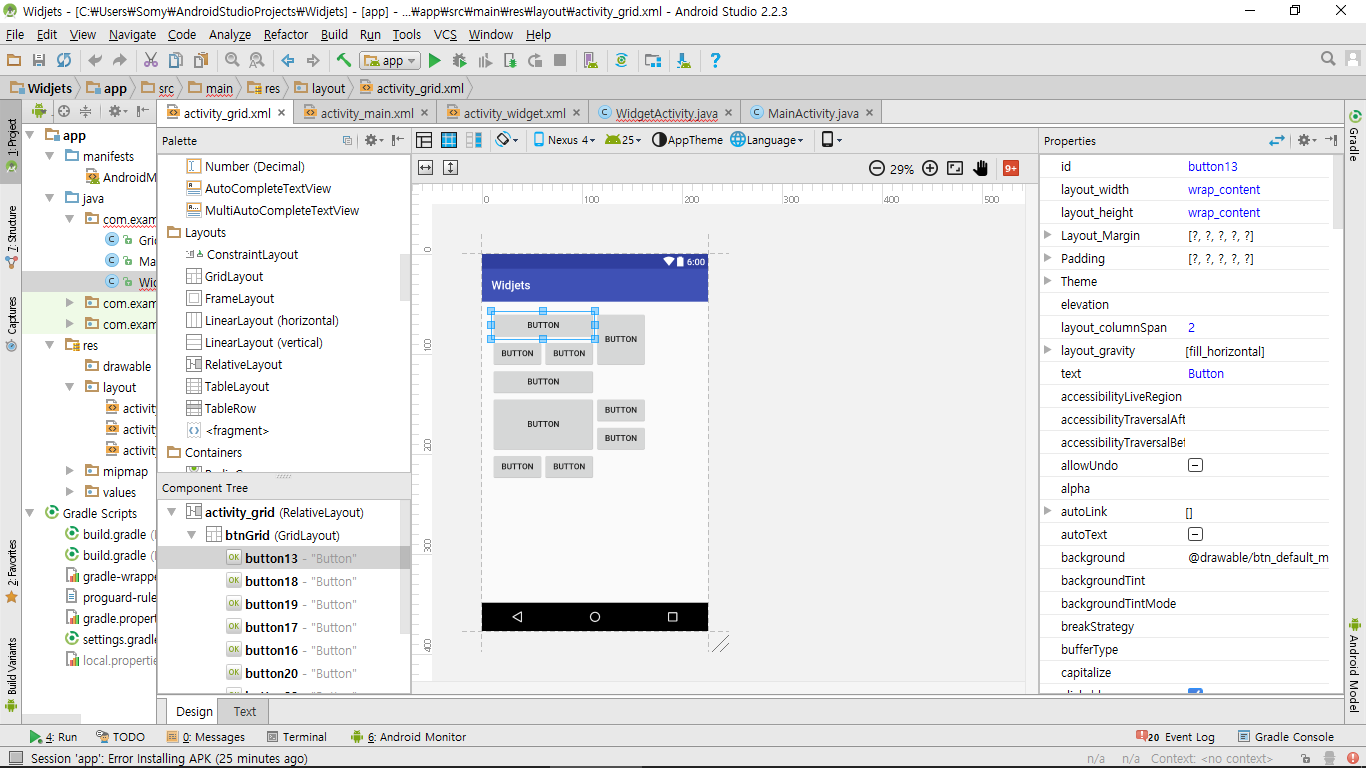 Widjets - [C:\Users\Somy\AndroidStudioProjects\Widjets] - [app] - ...\app\src\main\res\layout\activity_grid.xml - Android Studio 2.2.3
File Edit View Navigate Code Analyze Refactor Build Run Tools VCS Window Help
app
Widjets app src main res layout activity_grid.xml
activity_grid.xml activity_main.xml activity_widget.xml WidgetActivity.java MainActivity.java
1: Project
7: Structure
Captures
2: Favorites
Build Variants
app
manifests
AndroidM
java
com.exam
Grid
Ma
Wid
com.exam
com.exam
res
drawable
layout
activity
activity
activity
mipmap
values
Gradle Scripts
build.gradle
build.gradle
gradle-wrappe
proguard-rule
gradle.propert
settings.gradle
local.propertie
Palette
Number (Decimal)
AutoCompleteTextView
MultiAutoCompleteTextView
Layouts
ConstraintLayout
GridLayout
FrameLayout
LinearLayout (horizontal)
LinearLayout (vertical)
RelativeLayout
TableLayout
TableRow
<fragment>
Containers
Component Tree
activity_grid (RelativeLayout)
btnGrid (GridLayout)
button13 - "Button"
button18 - "Button"
button19 - "Button"
button17 - "Button"
button16 - "Button"
button20 - "Button"
Nexus 4 25 AppTheme Language
29% 9+
0 100 200 300 400 500
0
100
200
300
400
6:00
Widjets
BUTTON
BUTTON
BUTTON BUTTON
BUTTON
BUTTON BUTTON
BUTTON
BUTTON BUTTON
Properties
id button13
layout_width wrap_content
layout_height wrap_content
Layout_Margin [?, ?, ?, ?, ?]
Padding [?, ?, ?, ?, ?]
Theme
elevation
layout_columnSpan 2
layout_gravity [fill_horizontal]
text Button
accessibilityLiveRegion
accessibilityTraversalAft
accessibilityTraversalBef
allowUndo
alpha
autoLink []
autoText
background @drawable/btn_default_m
backgroundTint
backgroundTintMode
breakStrategy
bufferType
capitalize
Gradle
Android Model
Design Text
4: Run TODO 0: Messages Terminal 6: Android Monitor 20 Event Log Gradle Console
Session 'app': Error Installing APK (25 minutes ago) n/a n/a Context: <no context>